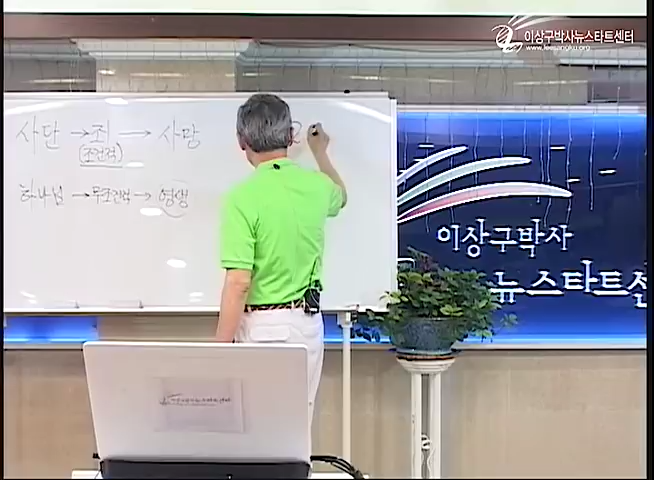 이상구박사뉴스타트센터
www.leesangku.org
사단 → 죄 → 사망
(조건적)
하나님 → 무조건적 → 영생
이상구박사
뉴스타트센